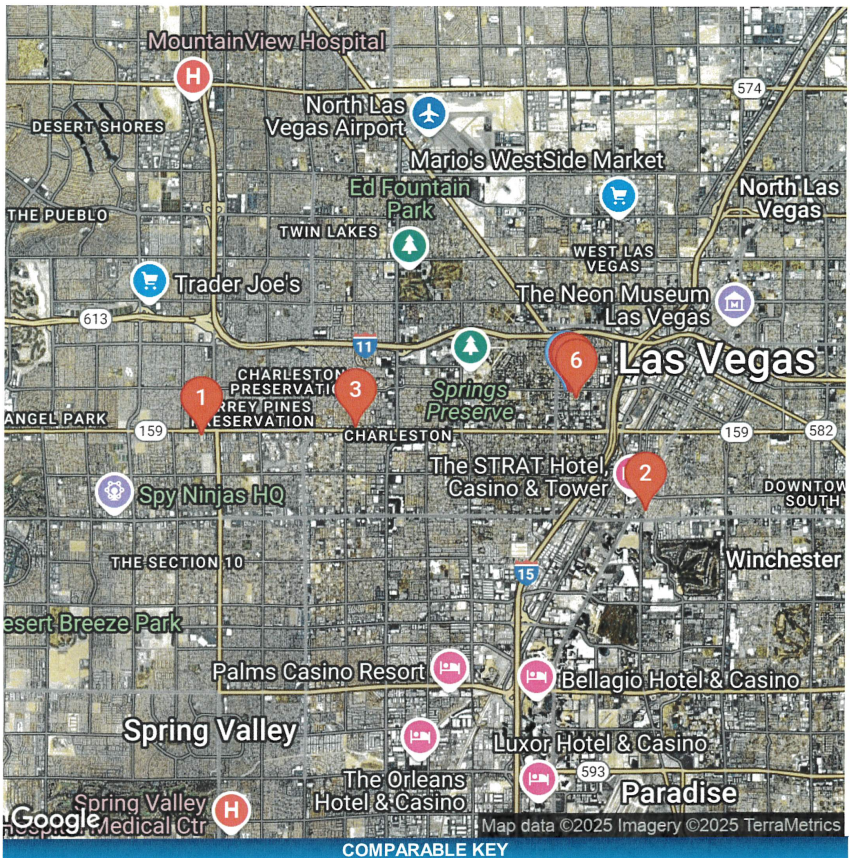 MountainView Hospital
H
574
North Las
Vegas Airport
DESERT SHORES
Mario's WestSide Market
Ed Fountain
Park
North Las
Vegas
THE PUEBLO
TWIN LAKES
WEST LAS
VEGAS
Trader Joe's
The Neon Museum
Las Vegas
613
11
6
Las Vegas
CHARLESTON
PRESERVATIO
1
3
Springs
Preserve
ANGEL PARK
RREY PINES
PRESERVATION
159
CHARLESTON
159
582
The STRAT Hotel,
Casino & Tower
2
Spy Ninjas HQ
DOWNTOW
SOUTH
THE SECTION 10
Winchester
15
esert Breeze Park
Palms Casino Resort
Bellagio Hotel & Casino
Spring Valley
Luxor Hotel & Casino
593
The Orleans
Hotel & Casino
Paradise
Spring Valley
Hospital Medical Ctr
H
Google
Map data ©2025 Imagery ©2025 TerraMetrics
COMPARABLE KEY